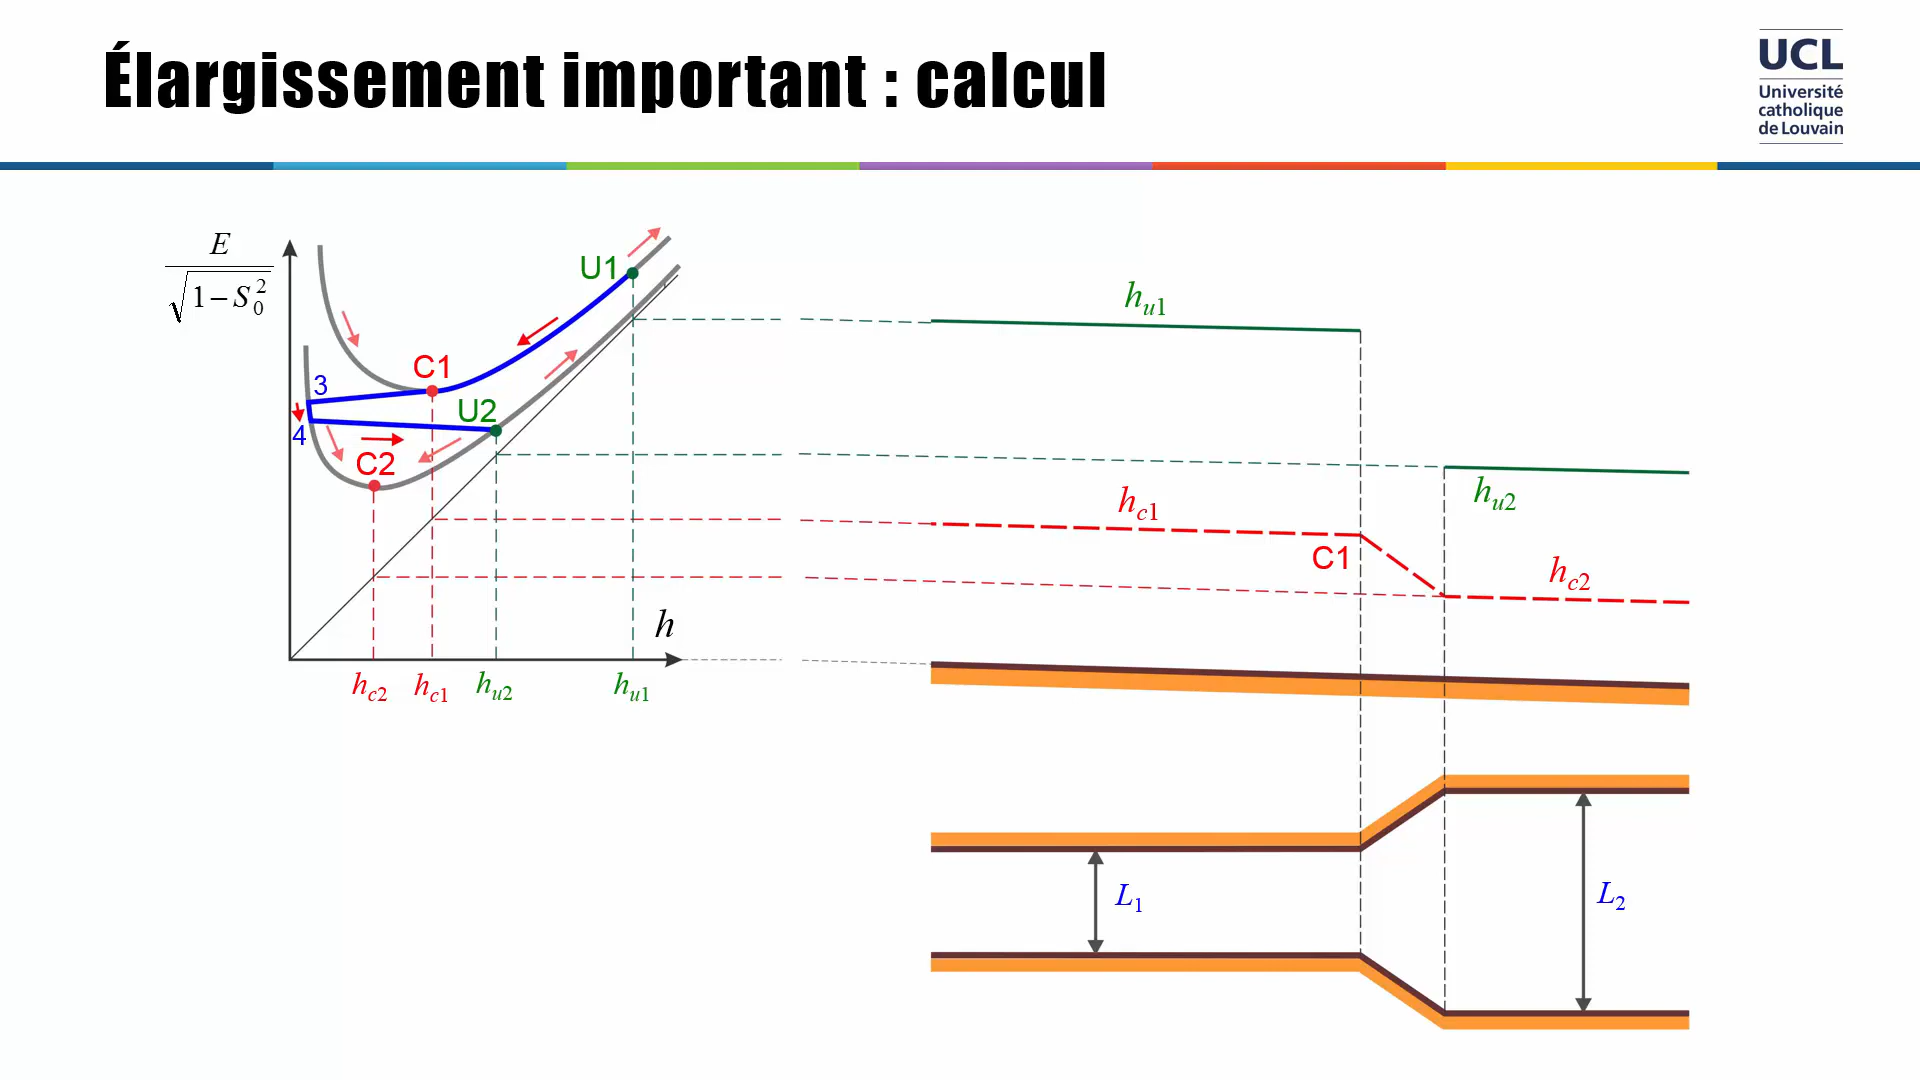 Élargissement important : calcul
UCL
Université
catholique
de Louvain
E
√1−S₀²
U1
C1
3
U2
4
C2
h
h_c2 h_c1 h_u2 h_u1
h_u1
h_u2
h_c1
C1
h_c2
L₁
L₂